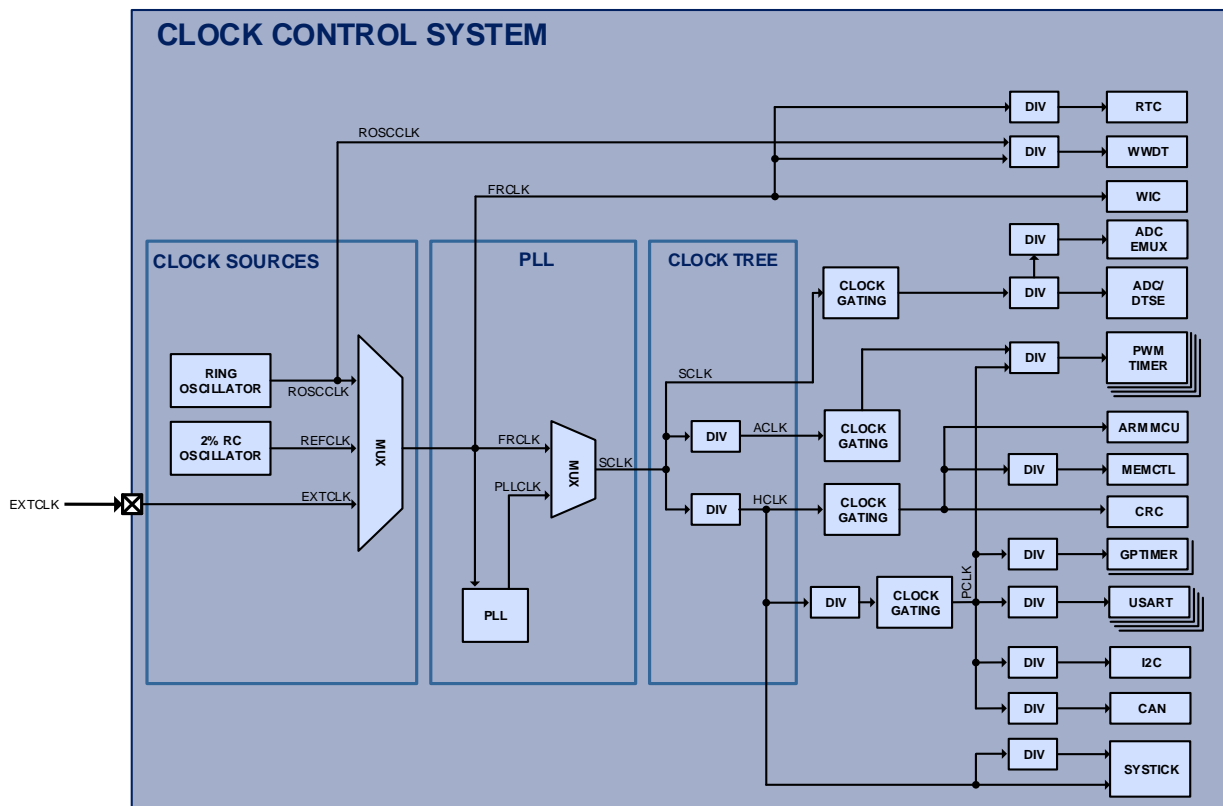 CLOCK CONTROL SYSTEM
DIV
RTC
ROSCCLK
DIV
WWDT
FRCLK
WIC
DIV
ADC
EMUX
CLOCK SOURCES
PLL
CLOCK TREE
CLOCK
GATING
DIV
ADC/
DTSE
RING
OSCILLATOR
ROSCCLK
SCLK
DIV
PWM
TIMER
2% RC
OSCILLATOR
REFCLK
MUX
FRCLK
MUX
SCLK
DIV
ACLK
CLOCK
GATING
ARM MCU
DIV
MEMCTL
EXTCLK
EXTCLK
PLLCLK
DIV
HCLK
CLOCK
GATING
CRC
DIV
GPTIMER
PLL
DIV
CLOCK
GATING
PCLK
DIV
USART
DIV
I2C
DIV
CAN
DIV
SYSTICK